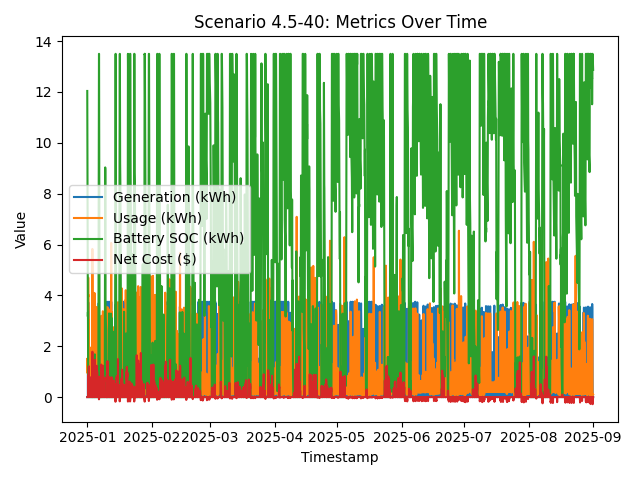 Scenario 4.5-40: Metrics Over Time
14
12
10
8
6
4
2
0
Value
Generation (kWh)
Usage (kWh)
Battery SOC (kWh)
Net Cost ($)
2025-01 2025-02 2025-03 2025-04 2025-05 2025-06 2025-07 2025-08 2025-09
Timestamp